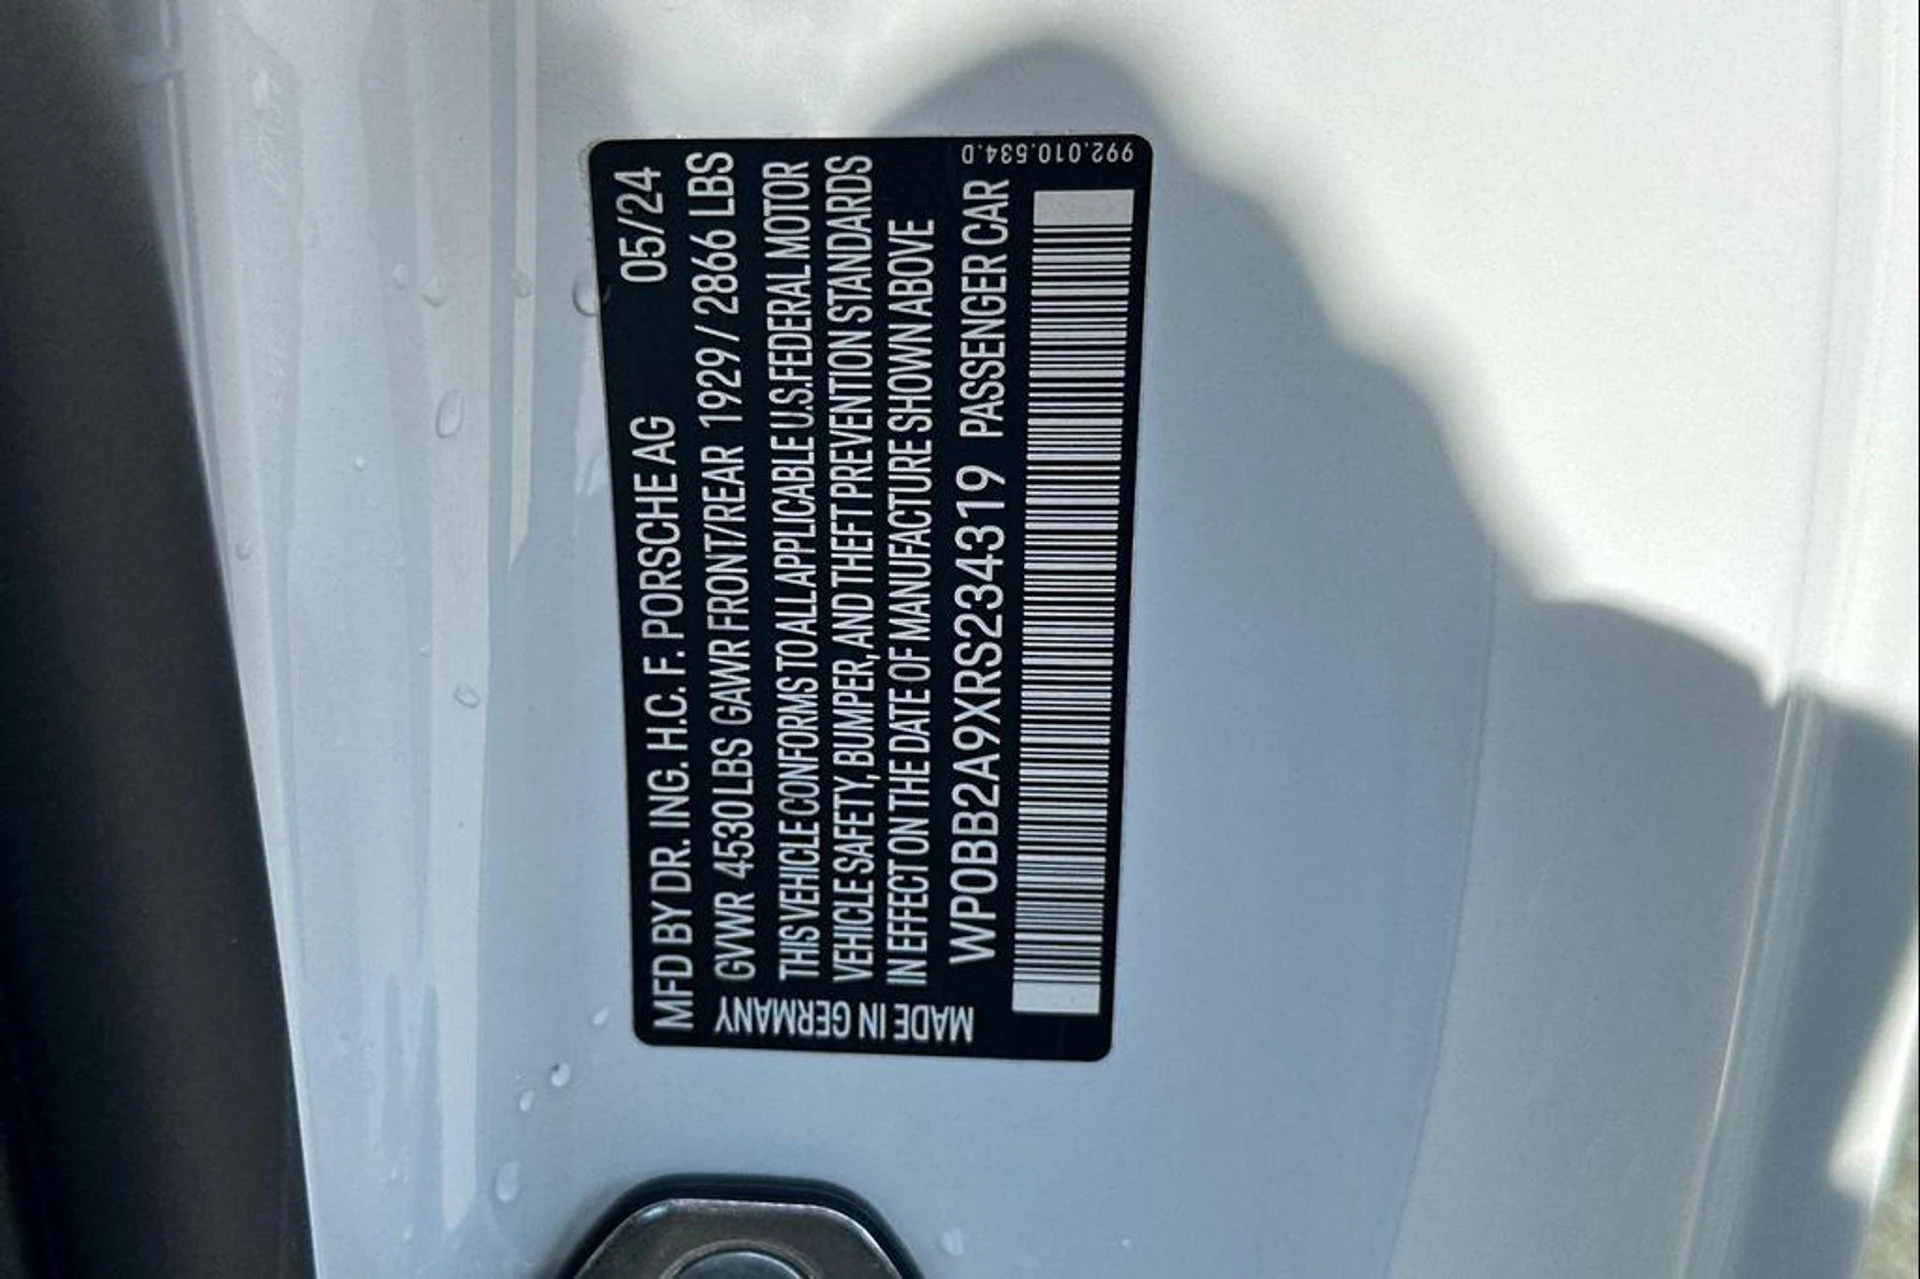 MFD BY DR. ING. H.C. F. PORSCHE AG 05/24
GVWR 4530LBS GAWR FRONT/REAR 1929/2866 LBS
THIS VEHICLE CONFORMS TO ALL APPLICABLE U.S. FEDERAL MOTOR
VEHICLE SAFETY, BUMPER, AND THEFT PREVENTION STANDARDS
IN EFFECT ON THE DATE OF MANUFACTURE SHOWN ABOVE
WP0BB2A9XRS234319 PASSENGER CAR
MADE IN GERMANY
992.010.534.D